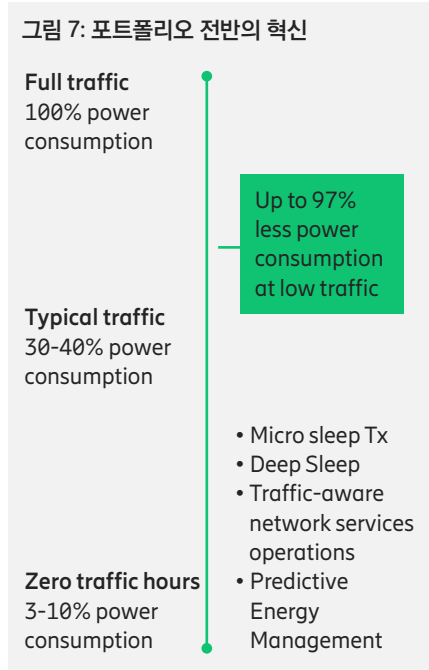 그림 7: 포트폴리오 전반의 혁신
Full traffic
100% power
consumption
Up to 97%
less power
consumption
at low traffic
Typical traffic
30-40% power
consumption
• Micro sleep Tx
• Deep Sleep
• Traffic-aware
network services
operations
• Predictive
Energy
Management
Zero traffic hours
3-10% power
consumption